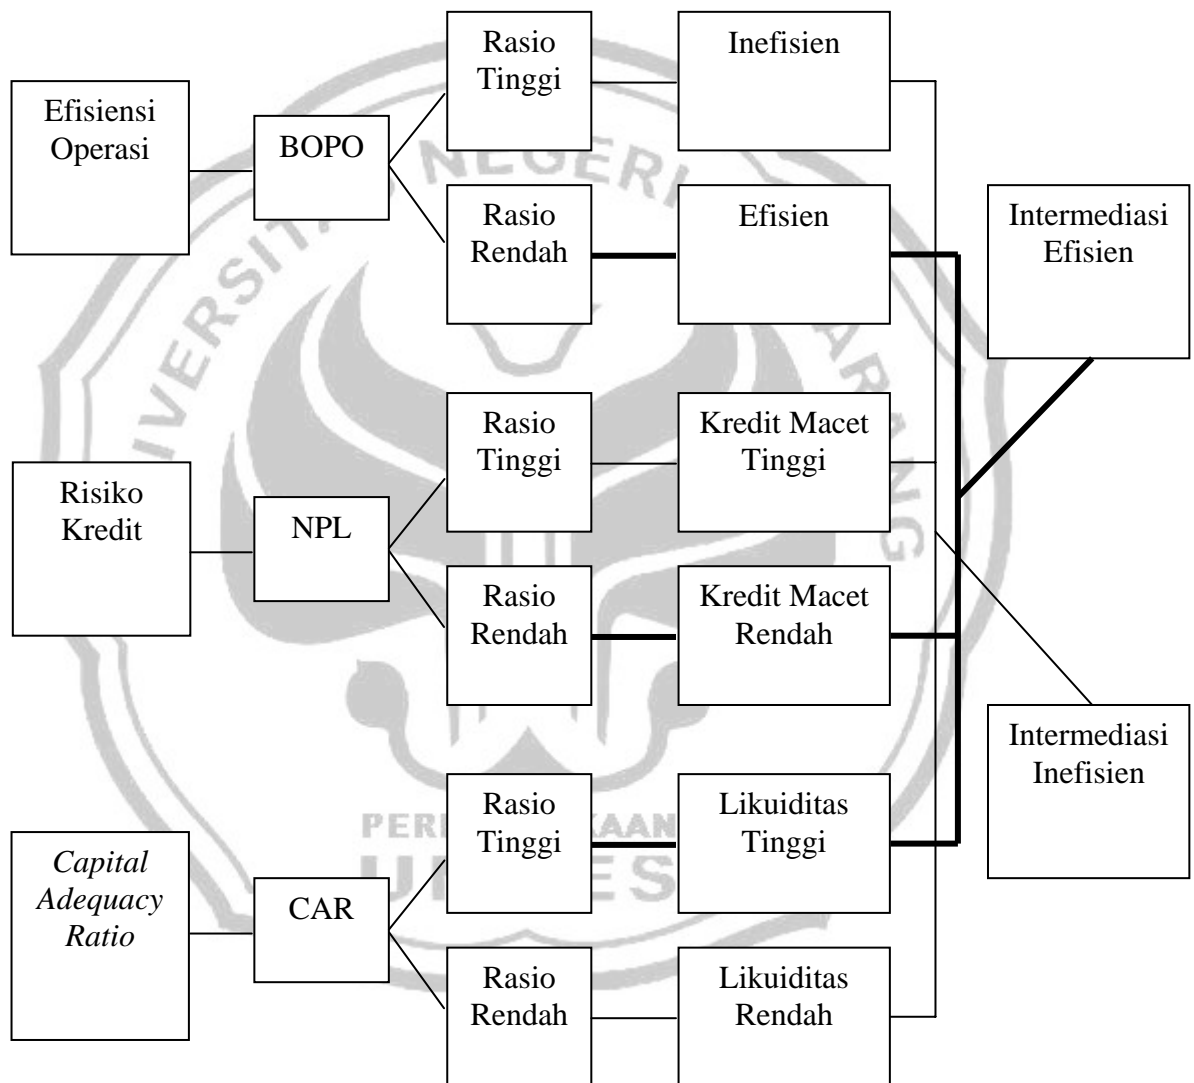 Rasio
Tinggi
Inefisien
Efisiensi
Operasi
BOPO
Rasio
Rendah
Efisien
Intermediasi
Efisien
Rasio
Tinggi
Kredit Macet
Tinggi
Risiko
Kredit
NPL
Rasio
Rendah
Kredit Macet
Rendah
Intermediasi
Inefisien
Rasio
Tinggi
Likuiditas
Tinggi
Capital
Adequacy
Ratio
CAR
Rasio
Rendah
Likuiditas
Rendah
NEGERI